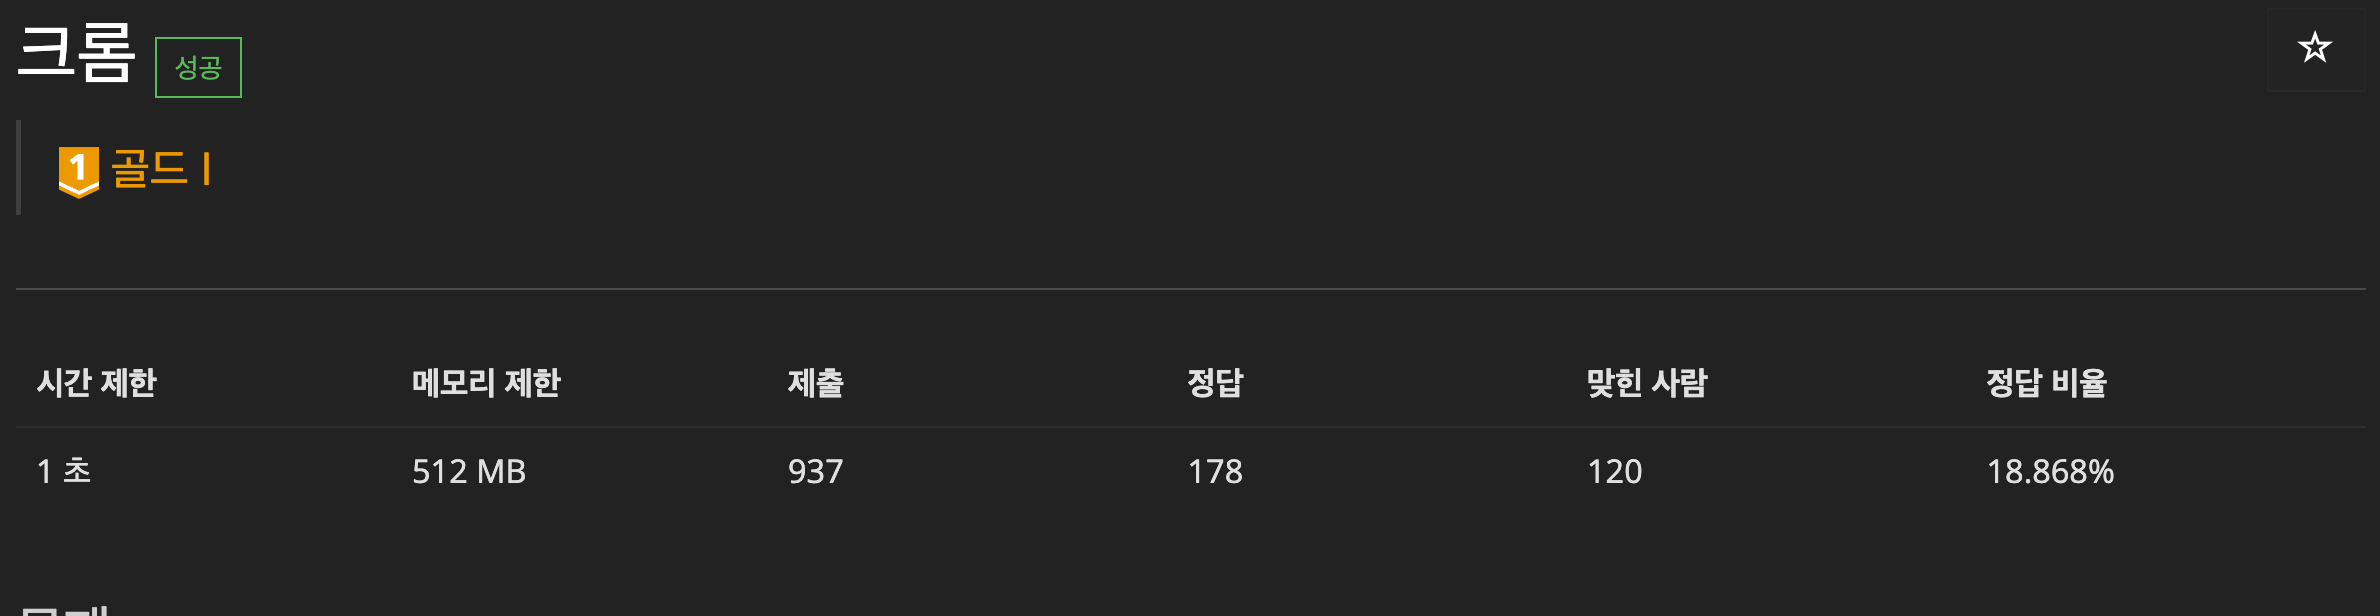 크롬 성공
1 골드 I
시간 제한 메모리 제한 제출 정답 맞힌 사람 정답 비율
1 초 512 MB 937 178 120 18.868%